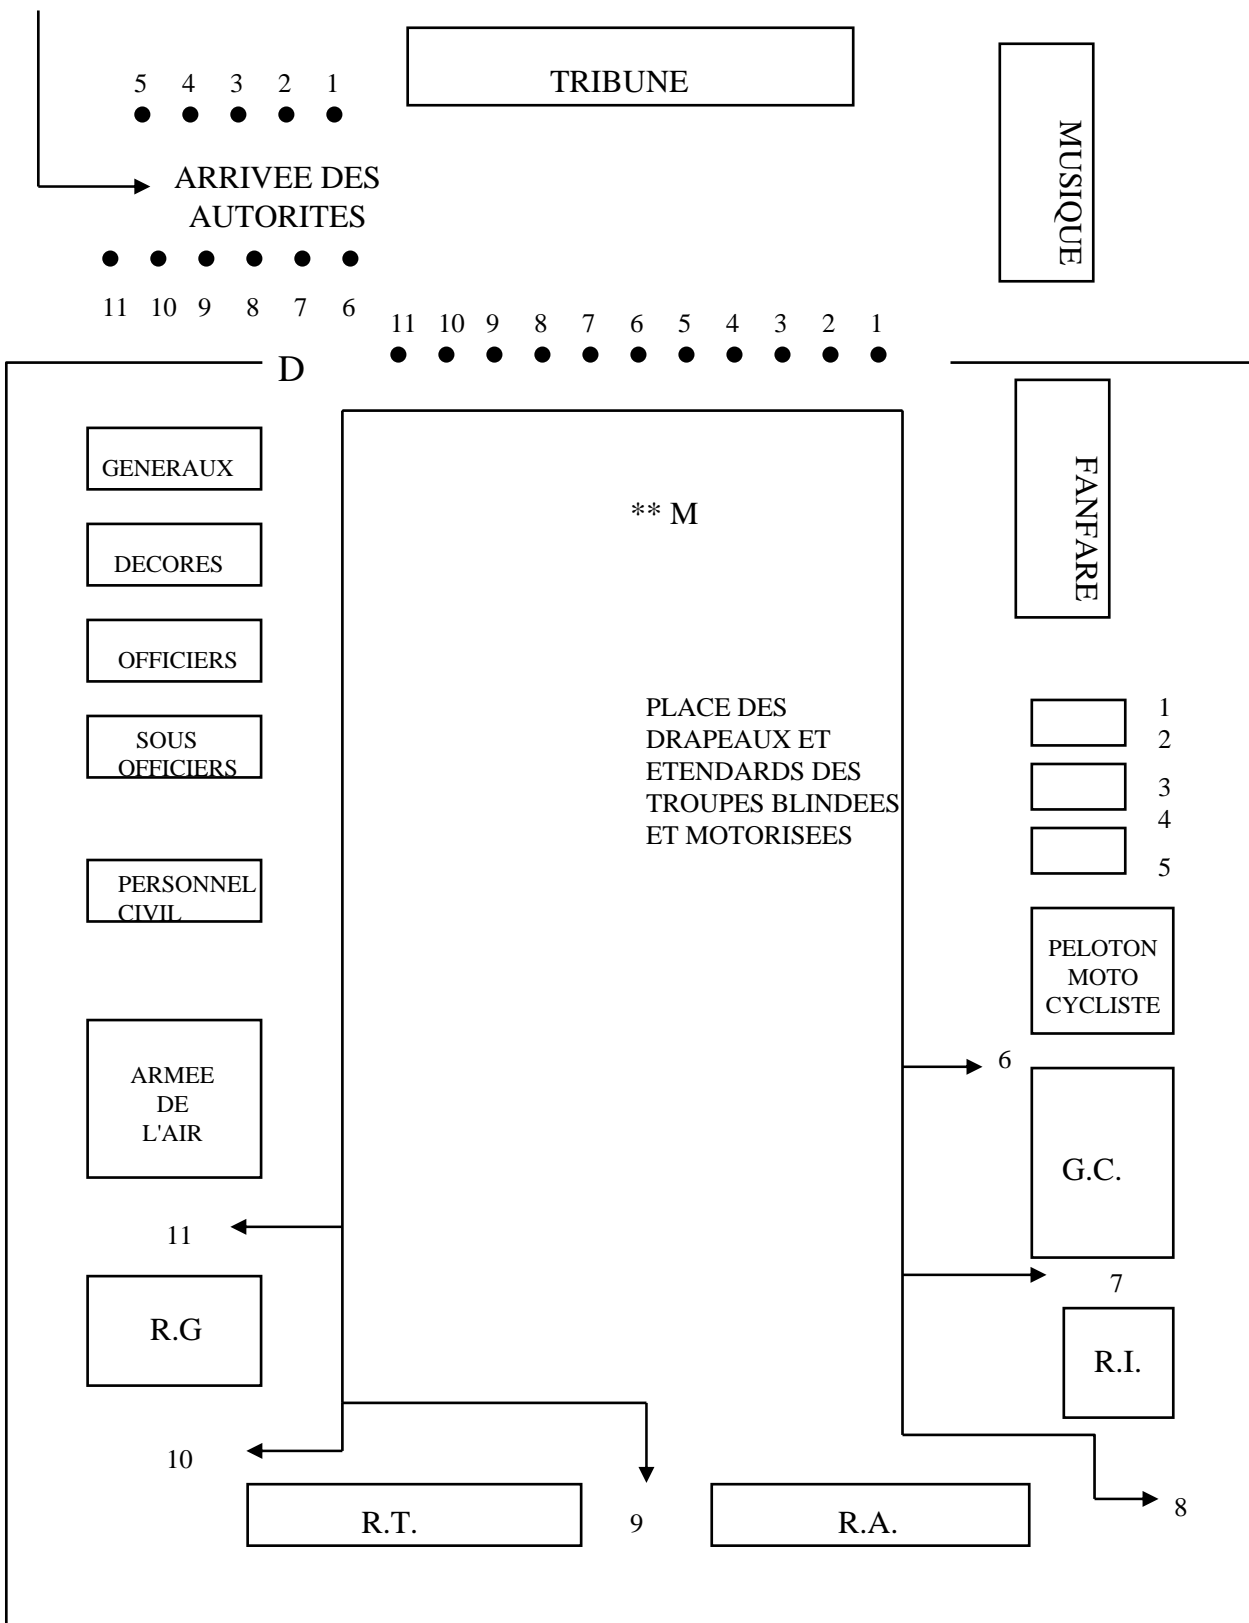 TRIBUNE
5 4 3 2 1
MUSIQUE
ARRIVEE DES
AUTORITES
11 10 9 8 7 6
11 10 9 8 7 6 5 4 3 2 1
D
GENERAUX
DECORES
OFFICIERS
SOUS
OFFICIERS
PERSONNEL
CIVIL
ARMEE
DE
L'AIR
11
R.G
10
** M
PLACE DES
DRAPEAUX ET
ETENDARDS DES
TROUPES BLINDEES
ET MOTORISEES
FANFARE
1
2
3
4
5
PELOTON
MOTO
CYCLISTE
6
G.C.
7
R.I.
8
R.T.
9
R.A.